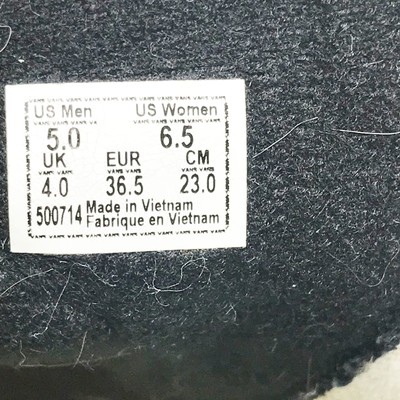 US Men US Women
5.0 6.5
UK EUR CM
4.0 36.5 23.0
500714 Made in Vietnam
Fabrique en Vietnam